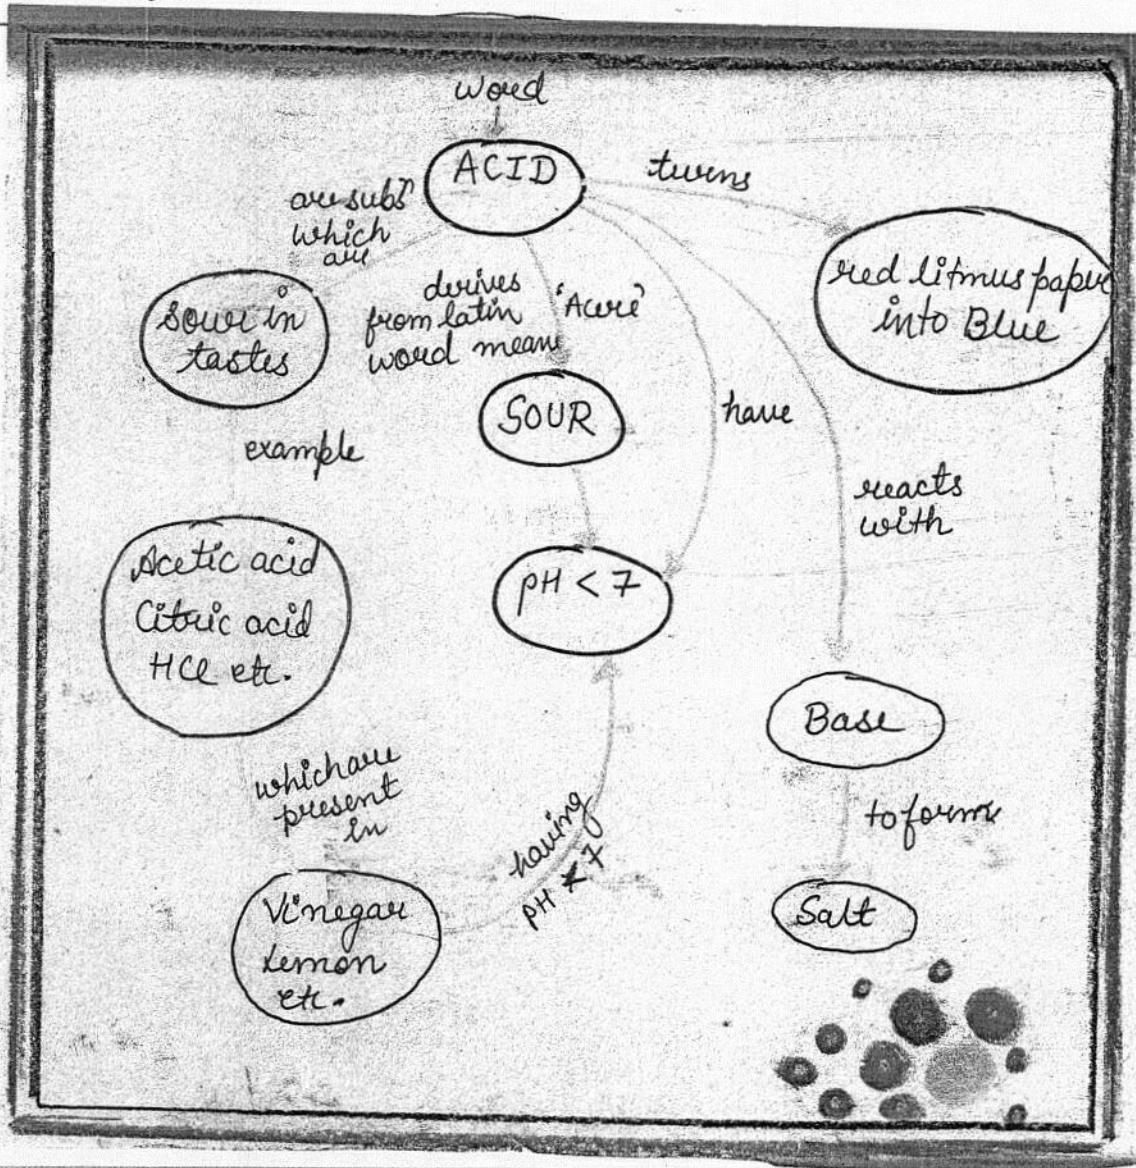 word
ACID
turns
are subs
which
are
red litmus paper
into Blue
sour in
tastes
derives
from latin
word mean
'Acere'
SOUR
have
example
reacts
with
Acetic acid
Citric acid
HCl etc.
pH < 7
Base
which are
present
in
having
pH < 7
to form
Vinegar
Lemon
etc.
Salt